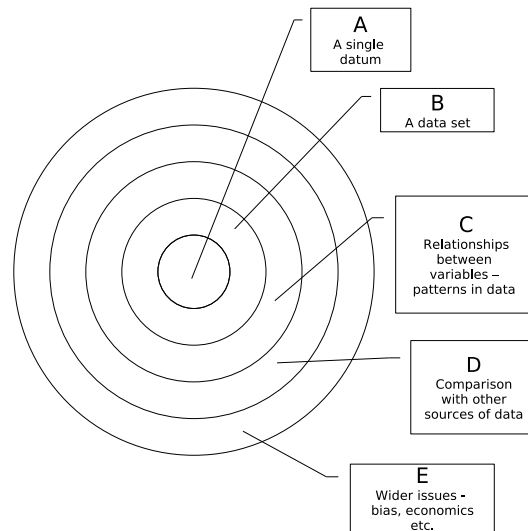 A
A single
datum
B
A data set
C
Relationships
between
variables –
patterns in data
D
Comparison
with other
sources of data
E
Wider issues -
bias, economics
etc.